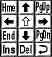 Hme ↑ PgUp
← ⇧ →
End ↓ PgDn
Ins Del ⮌